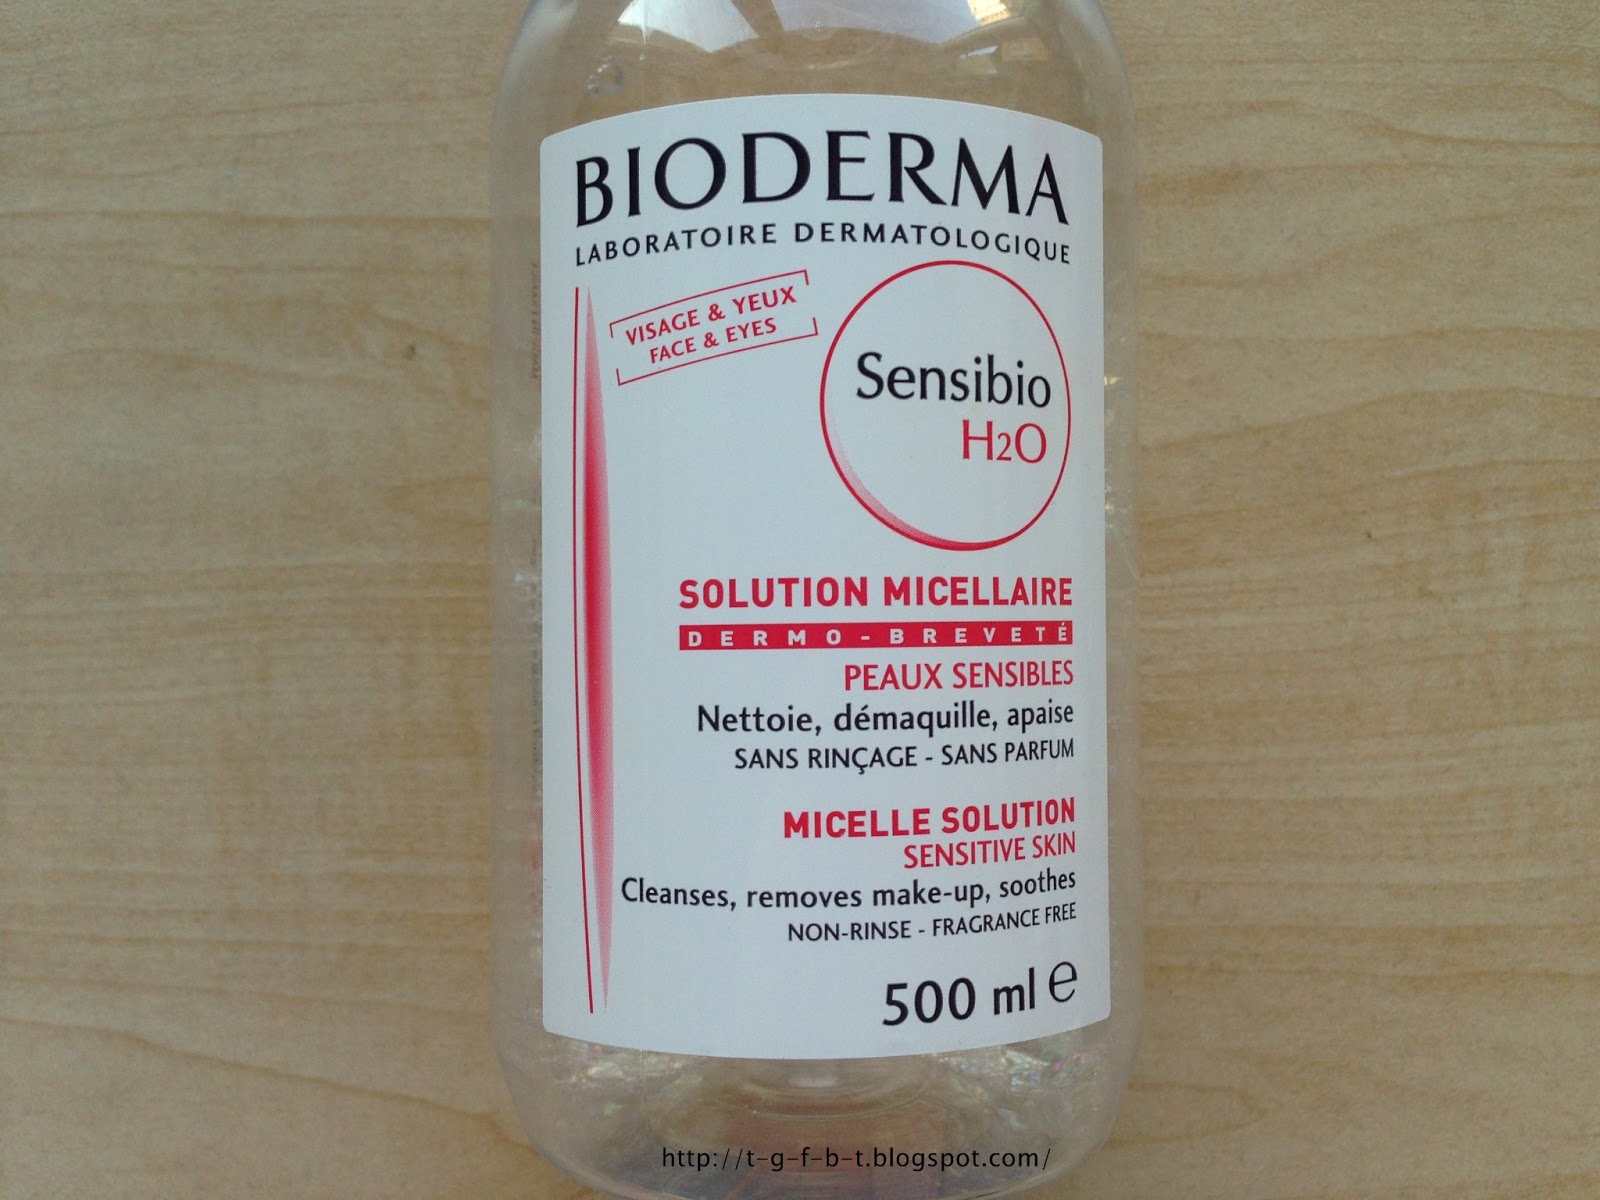 BIODERMA
LABORATOIRE DERMATOLOGIQUE
VISAGE & YEUX
FACE & EYES
Sensibio
H2O
SOLUTION MICELLAIRE
DERMO-BREVETÉ
PEAUX SENSIBLES
Nettoie, démaquille, apaise
SANS RINÇAGE - SANS PARFUM
MICELLE SOLUTION
SENSITIVE SKIN
Cleanses, removes make-up, soothes
NON-RINSE - FRAGRANCE FREE
500 ml e
http://t-g-f-b-t.blogspot.com/